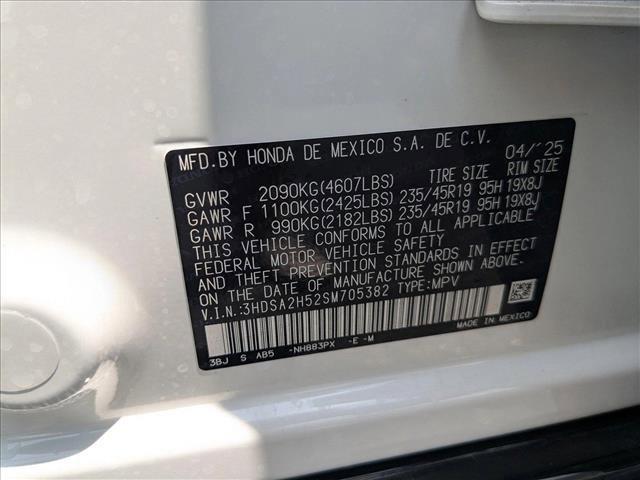 MFD.BY HONDA DE MEXICO S.A. DE C.V. 04/'25
TIRE SIZE RIM SIZE
GVWR 2090KG(4607LBS)
GAWR F 1100KG(2425LBS) 235/45R19 95H 19X8J
GAWR R 990KG(2182LBS) 235/45R19 95H 19X8J
THIS VEHICLE CONFORMS TO ALL APPLICABLE
FEDERAL MOTOR VEHICLE SAFETY
AND THEFT PREVENTION STANDARDS IN EFFECT
ON THE DATE OF MANUFACTURE SHOWN ABOVE.
V.I.N.:3HDSA2H52SM705382 TYPE:MPV
3BJ S AB5 -NH883PX -E -M MADE IN MEXICO